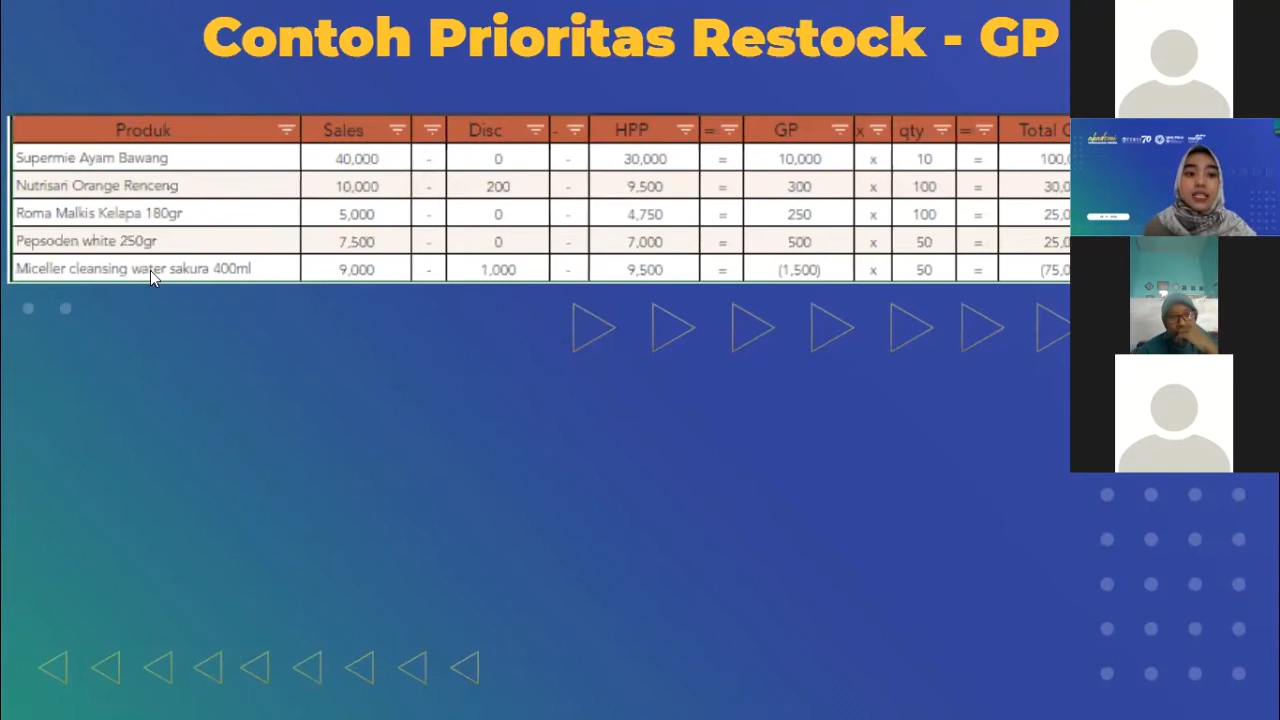 Contoh Prioritas Restock - GP
Produk Sales Disc - HPP = GP x qty = Total
Supermie Ayam Bawang 40,000 - 0 - 30,000 = 10,000 x 10 =
Nutrisari Orange Renceng 10,000 - 200 - 9,500 = 300 x 100 =
Roma Malkis Kelapa 180gr 5,000 - 0 - 4,750 = 250 x 100 =
Pepsoden white 250gr 7,500 - 0 - 7,000 = 500 x 50 =
Miceller cleansing water sakura 400ml 9,000 - 1,000 - 9,500 = (1,500) x 50 =